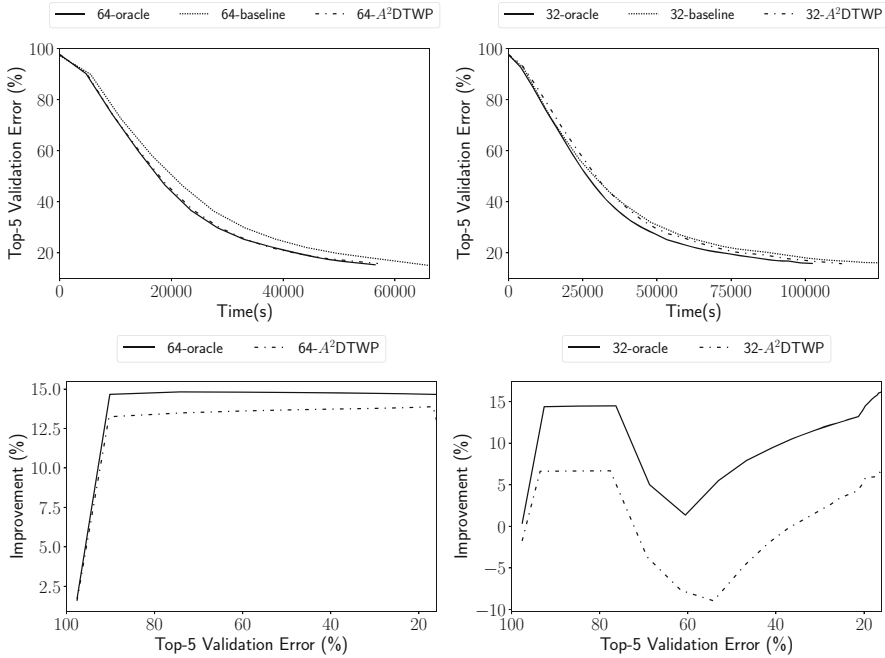 64-oracle 64-baseline 64-A²DTWP
100
80
60
40
20
Top-5 Validation Error (%)
0 20000 40000 60000
Time(s)
32-oracle 32-baseline 32-A²DTWP
100
80
60
40
20
Top-5 Validation Error (%)
0 25000 50000 75000 100000
Time(s)
64-oracle 64-A²DTWP
15.0
12.5
10.0
7.5
5.0
2.5
Improvement (%)
100 80 60 40 20
Top-5 Validation Error (%)
32-oracle 32-A²DTWP
15
10
5
0
−5
−10
Improvement (%)
100 80 60 40 20
Top-5 Validation Error (%)